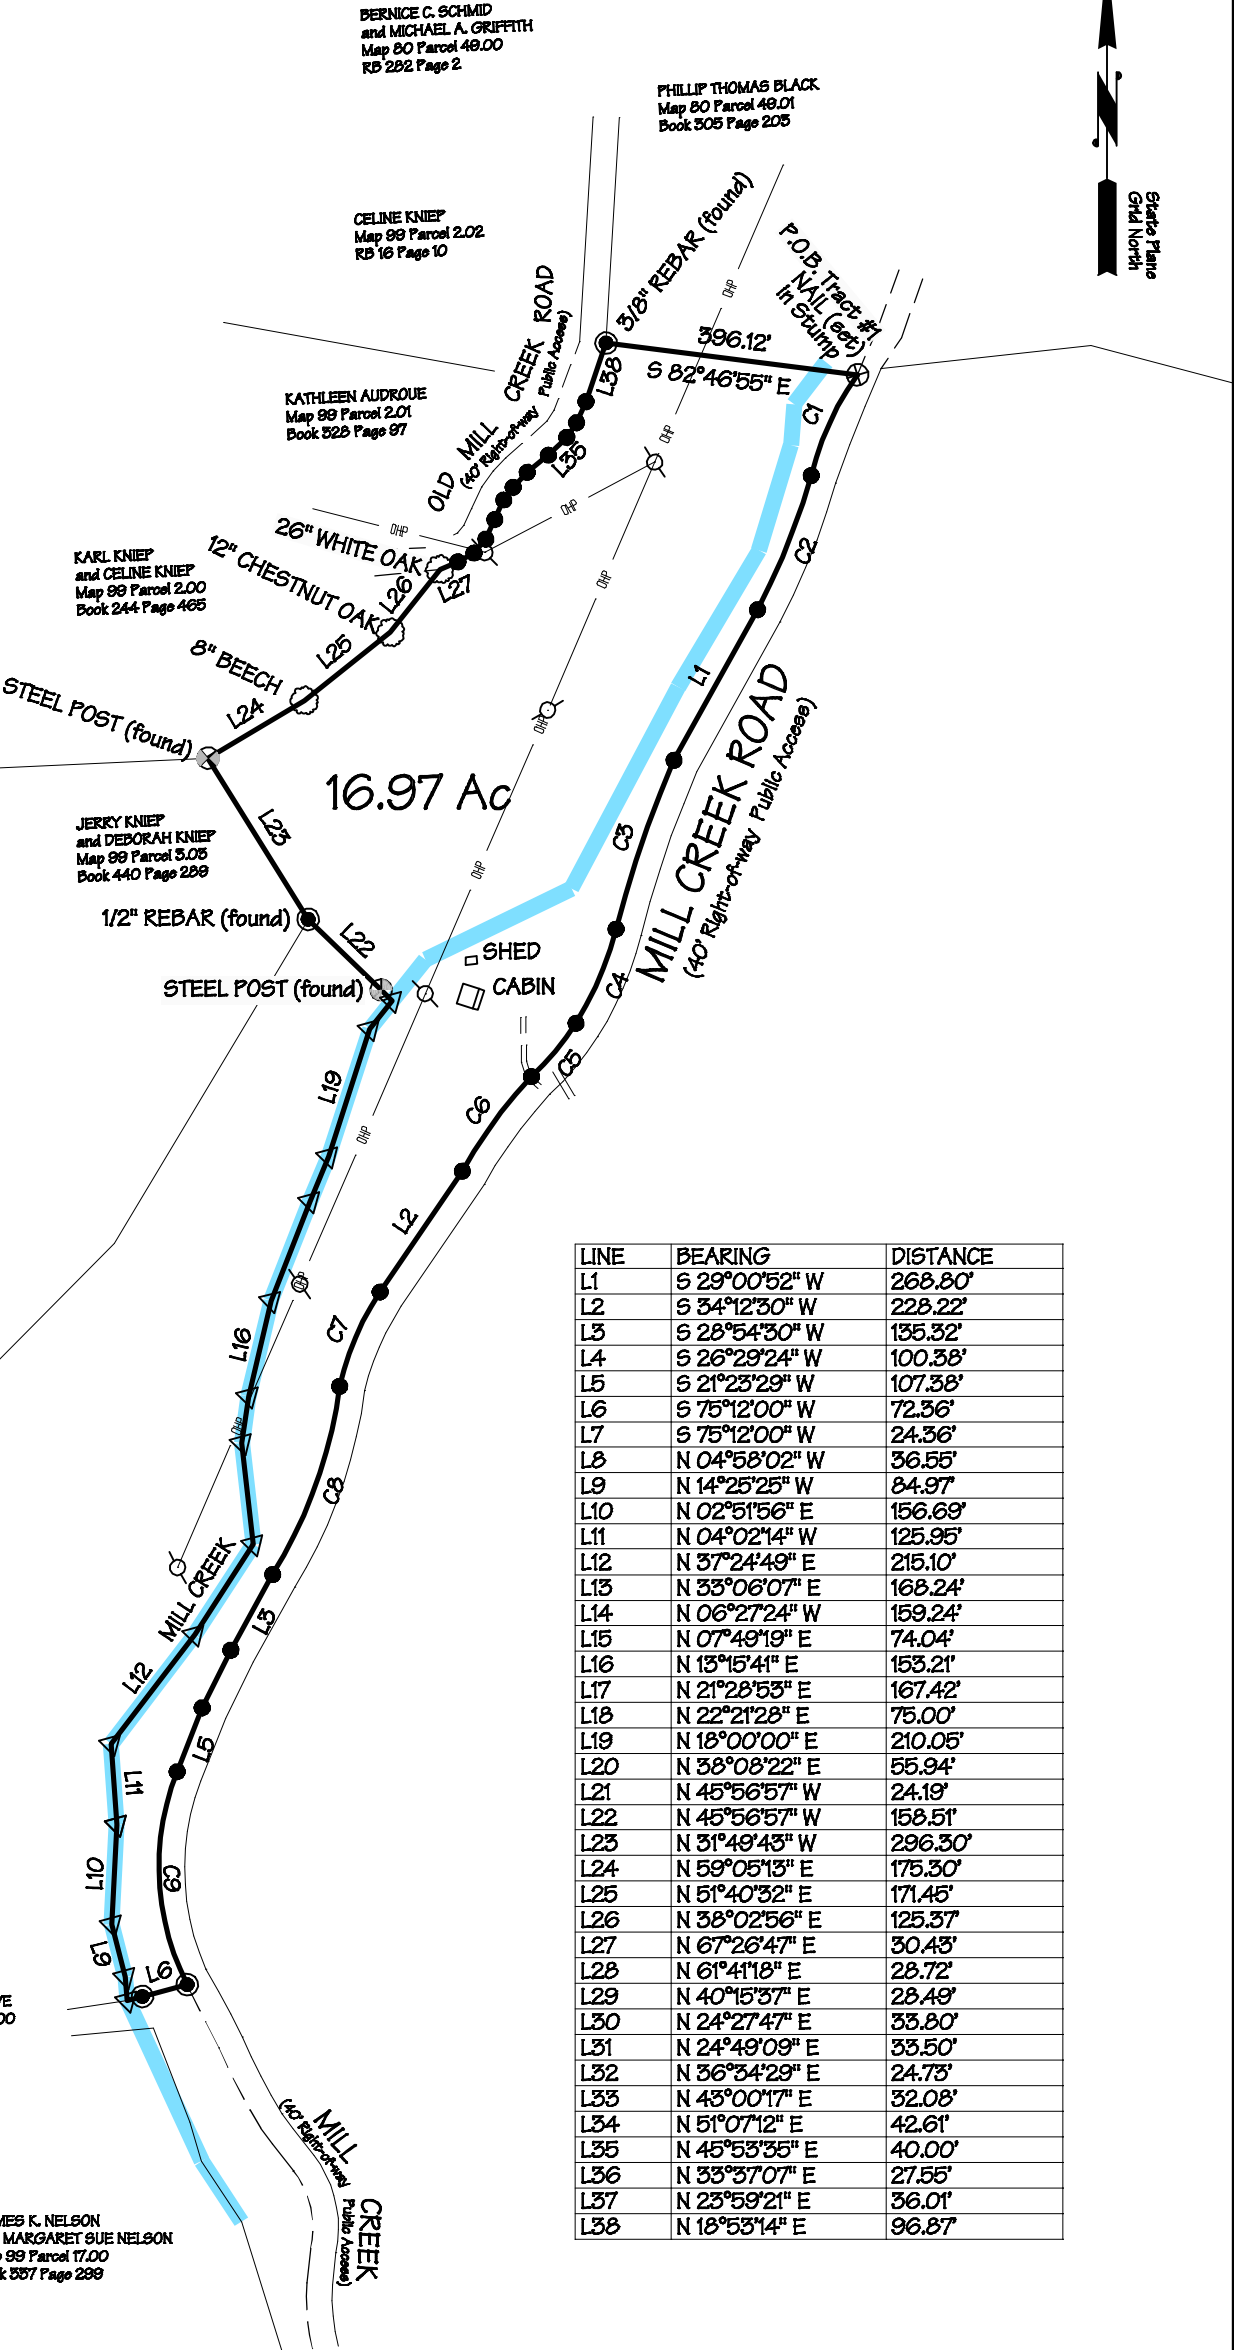 BERNICE C. SCHMID
and MICHAEL A. GRIFFITH
Map 80 Parcel 49.00
RB 282 Page 2
PHILLIP THOMAS BLACK
Map 80 Parcel 49.01
Book 305 Page 203
State Plane
Grid North
CELINE KNIEP
Map 99 Parcel 2.02
RB 16 Page 10
3/8" REBAR (found)
P.O.B. Tract #1
NAIL (set)
In Stump
OHP
396.12'
S 82°46'55" E
OLD MILL CREEK ROAD
(40' Right-of-way Public Access)
L38
C1
KATHLEEN AUDROUE
Map 99 Parcel 2.01
Book 328 Page 97
OHP
L35
OHP
OHP
26" WHITE OAK
12" CHESTNUT OAK
C2
KARL KNIEP
and CELINE KNIEP
Map 99 Parcel 2.00
Book 244 Page 465
L27
L26
OHP
8" BEECH
L25
L1
STEEL POST (found)
L24
OHP
16.97 Ac
MILL CREEK ROAD
(40' Right-of-way Public Access)
JERRY KNIEP
and DEBORAH KNIEP
Map 99 Parcel 3.03
Book 440 Page 289
L23
C3
OHP
1/2" REBAR (found)
L22
SHED
STEEL POST (found)
CABIN
C4
L19
C5
C6
OHP
L2
OHP
L16
C7
OHP
C8
MILL CREEK
L3
L12
L5
L11
L10
C9
L9
L6
LINE BEARING DISTANCE
L1 S 29°00'52" W 268.80'
L2 S 34°12'30" W 228.22'
L3 S 28°54'30" W 135.32'
L4 S 26°29'24" W 100.38'
L5 S 21°23'29" W 107.38'
L6 S 75°12'00" W 72.36'
L7 S 75°12'00" W 24.36'
L8 N 04°58'02" W 36.55'
L9 N 14°25'25" W 84.97'
L10 N 02°51'56" E 156.69'
L11 N 04°02'14" W 125.95'
L12 N 37°24'49" E 215.10'
L13 N 33°06'07" E 168.24'
L14 N 06°27'24" W 159.24'
L15 N 07°49'19" E 74.04'
L16 N 13°15'41" E 153.21'
L17 N 21°28'53" E 167.42'
L18 N 22°21'28" E 75.00'
L19 N 18°00'00" E 210.05'
L20 N 38°08'22" E 55.94'
L21 N 45°56'57" W 24.19'
L22 N 45°56'57" W 158.51'
L23 N 31°49'43" W 296.30'
L24 N 59°05'13" E 175.30'
L25 N 51°40'32" E 171.45'
L26 N 38°02'56" E 125.37'
L27 N 67°26'47" E 30.43'
L28 N 61°41'18" E 28.72'
L29 N 40°15'37" E 28.49'
L30 N 24°27'47" E 33.80'
L31 N 24°49'09" E 33.50'
L32 N 36°34'29" E 24.73'
L33 N 43°00'17" E 32.08'
L34 N 51°07'12" E 42.61'
L35 N 45°53'35" E 40.00'
L36 N 33°37'07" E 27.55'
L37 N 23°59'21" E 36.01'
L38 N 18°53'14" E 96.87'
MILL CREEK
(40' Right-of-way Public Access)
MES K. NELSON
MARGARET SUE NELSON
99 Parcel 17.00
k 337 Page 299